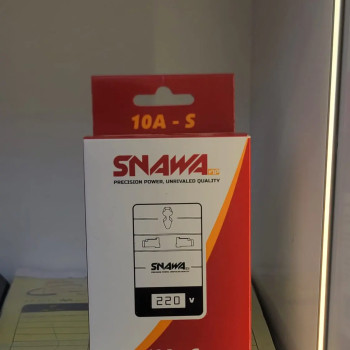 10A - S
SNAWA
PRECISION POWER, UNRIVALED QUALITY
SNAWA
220 V